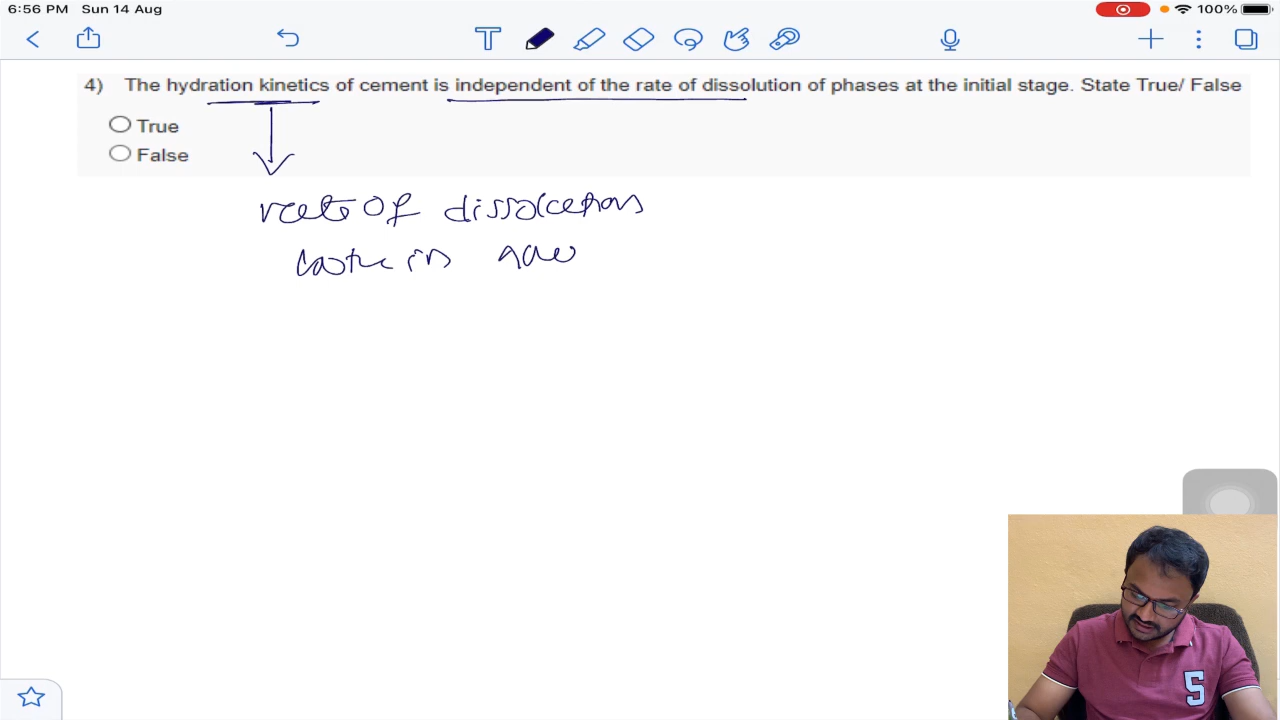 6:56 PM Sun 14 Aug
100%
4) The hydration kinetics of cement is independent of the rate of dissolution of phases at the initial stage. State True/ False
True
False
rate of dissolution
5